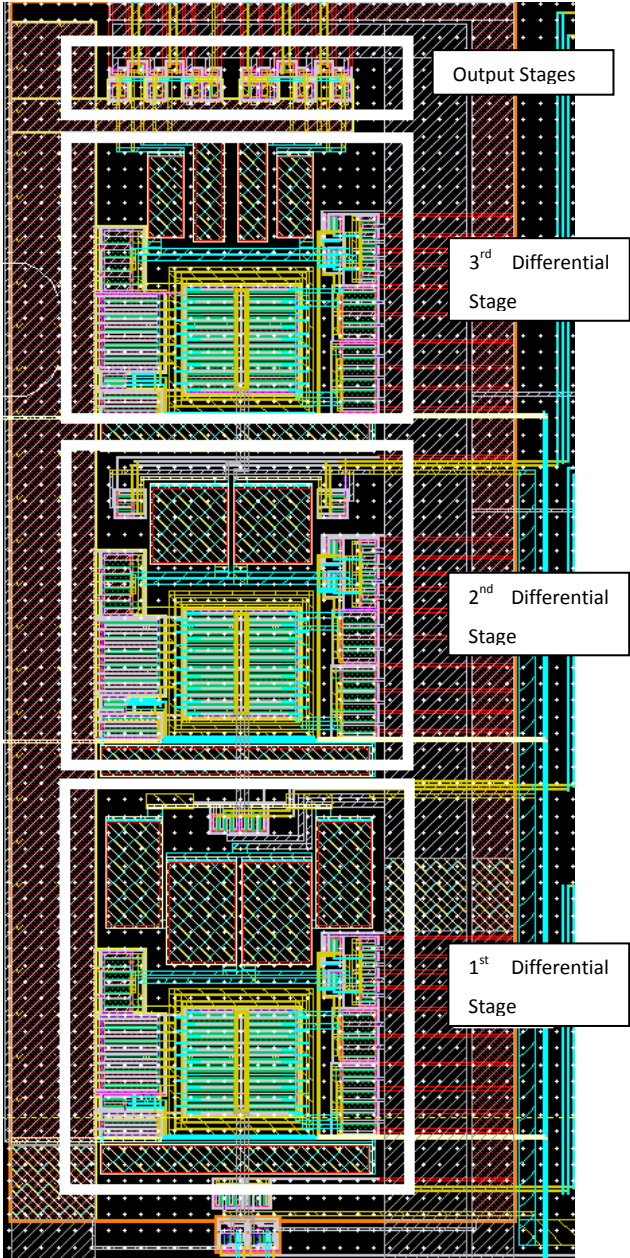 Output Stages
3rd Differential
Stage
2nd Differential
Stage
1st Differential
Stage